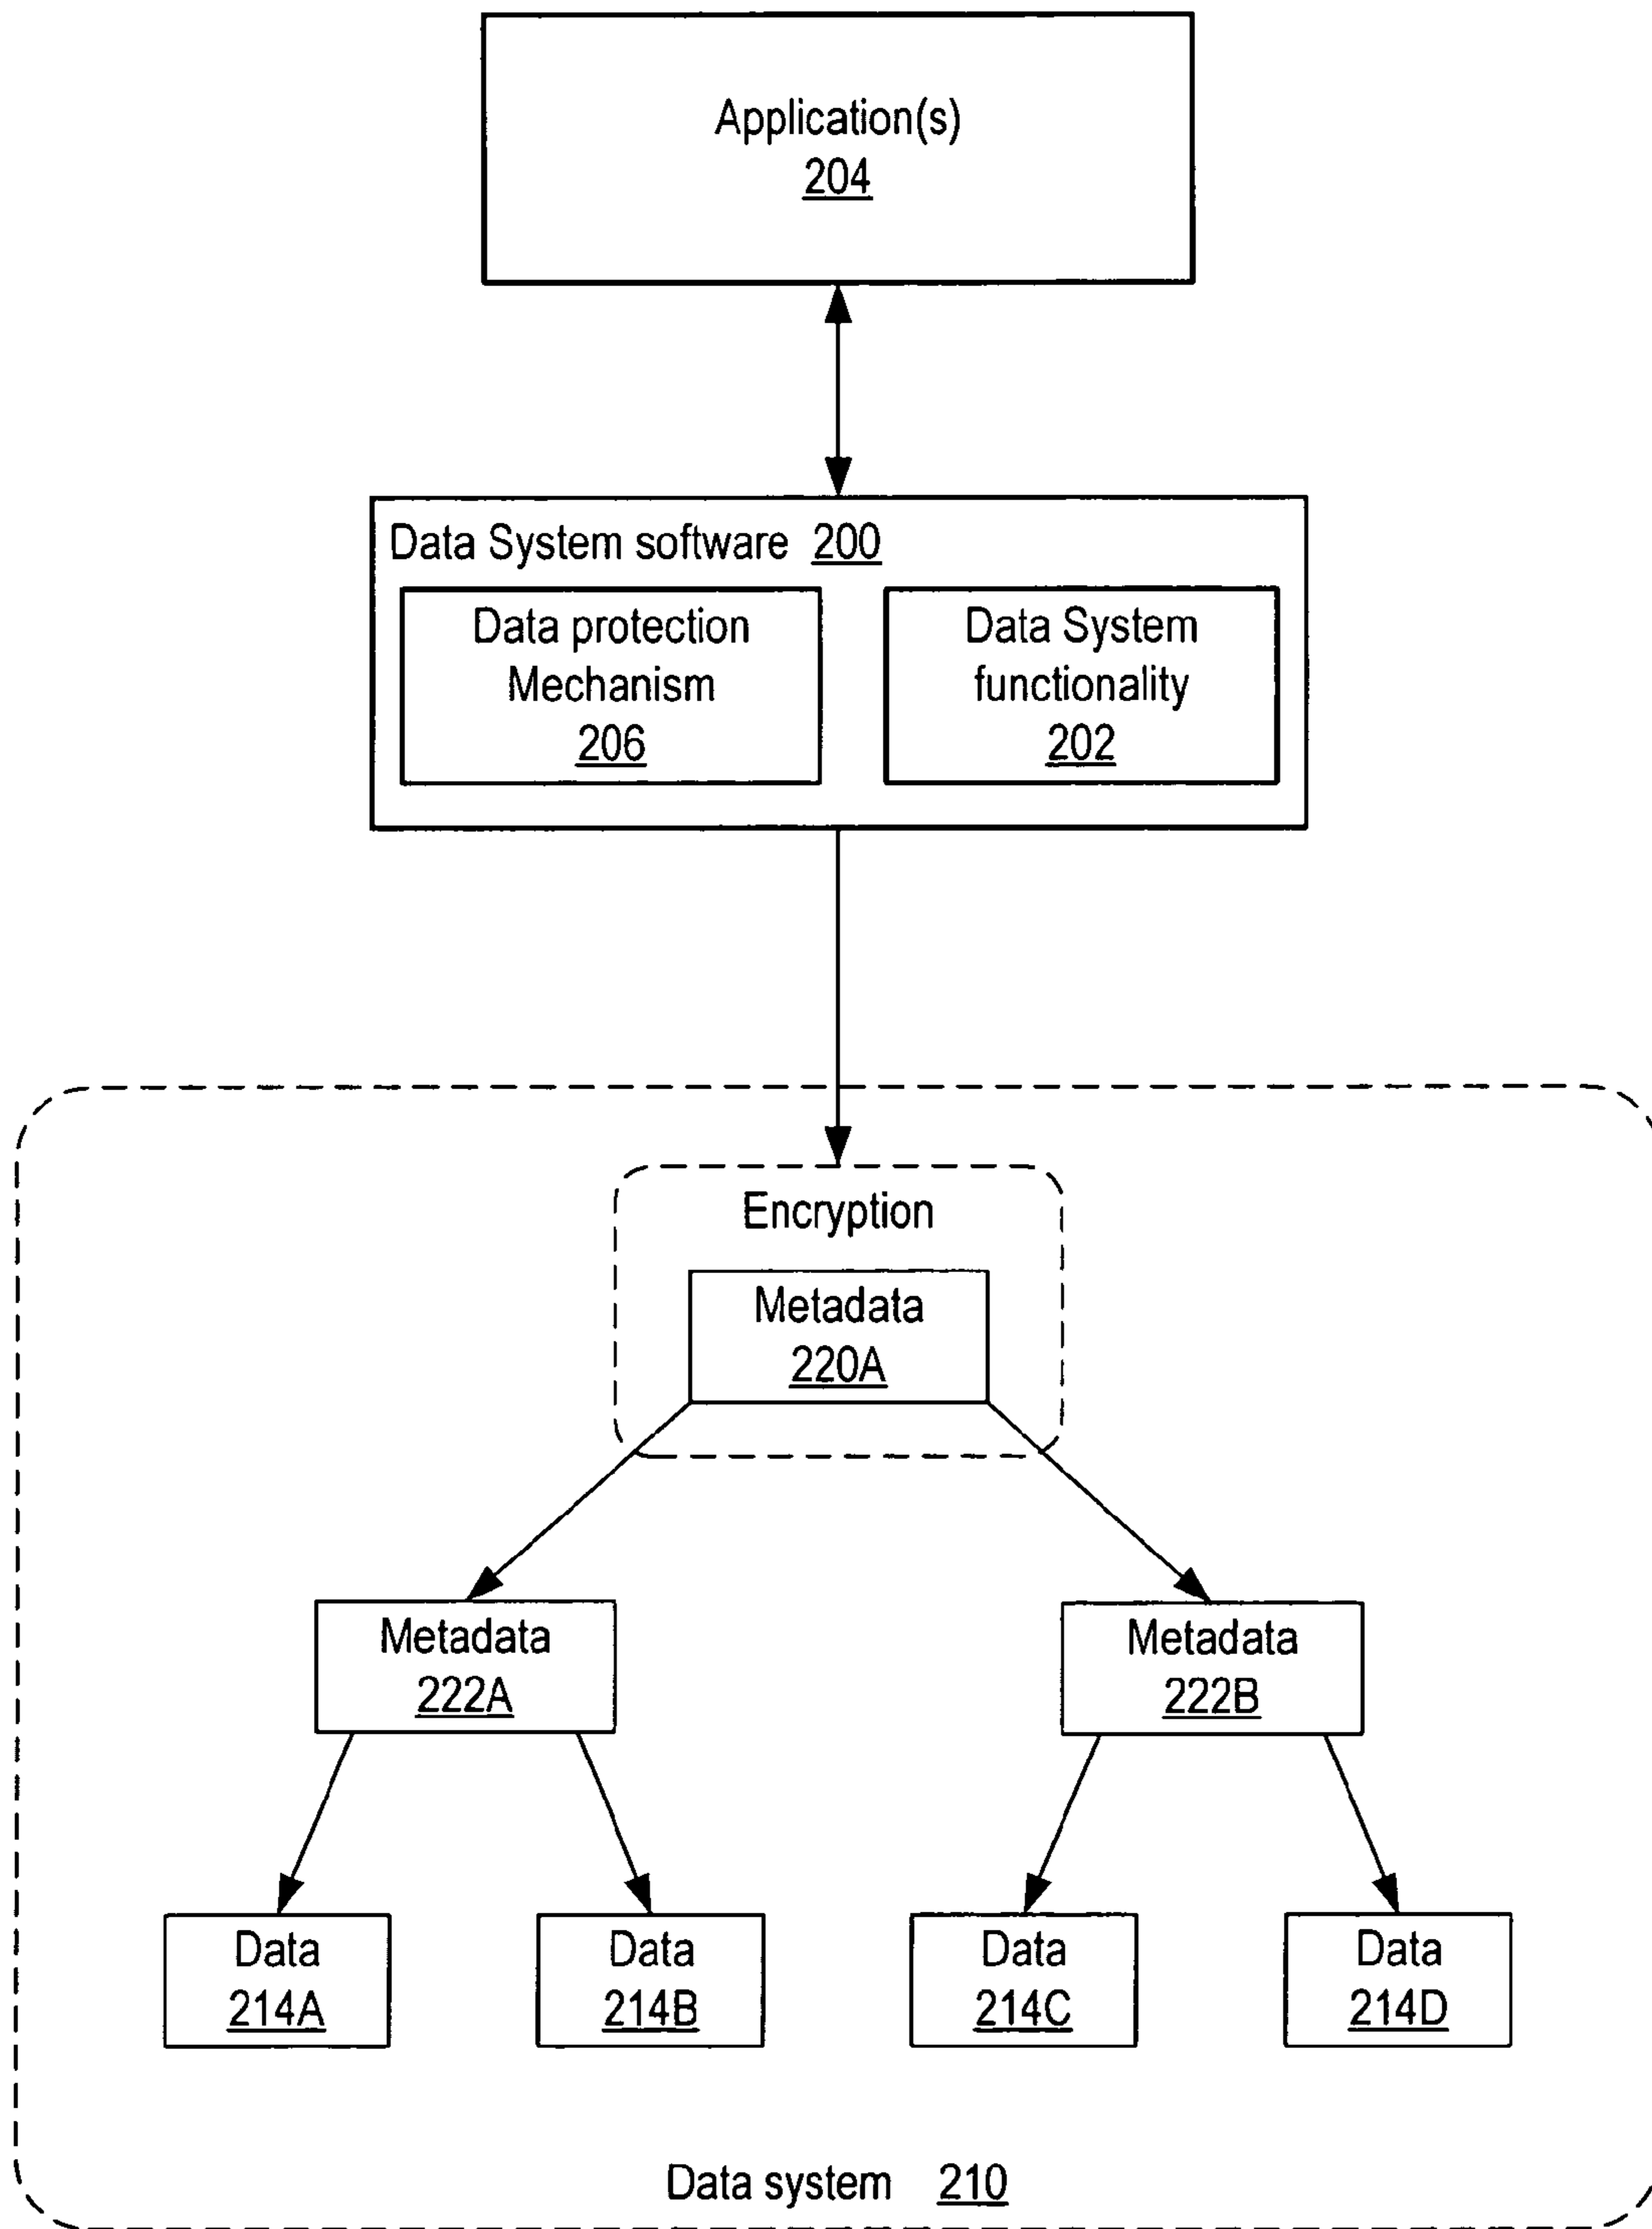 Application(s)
204
Data System software 200
Data protection
Mechanism
206
Data System
functionality
202
Encryption
Metadata
220A
Metadata
222A
Metadata
222B
Data
214A
Data
214B
Data
214C
Data
214D
Data system 210